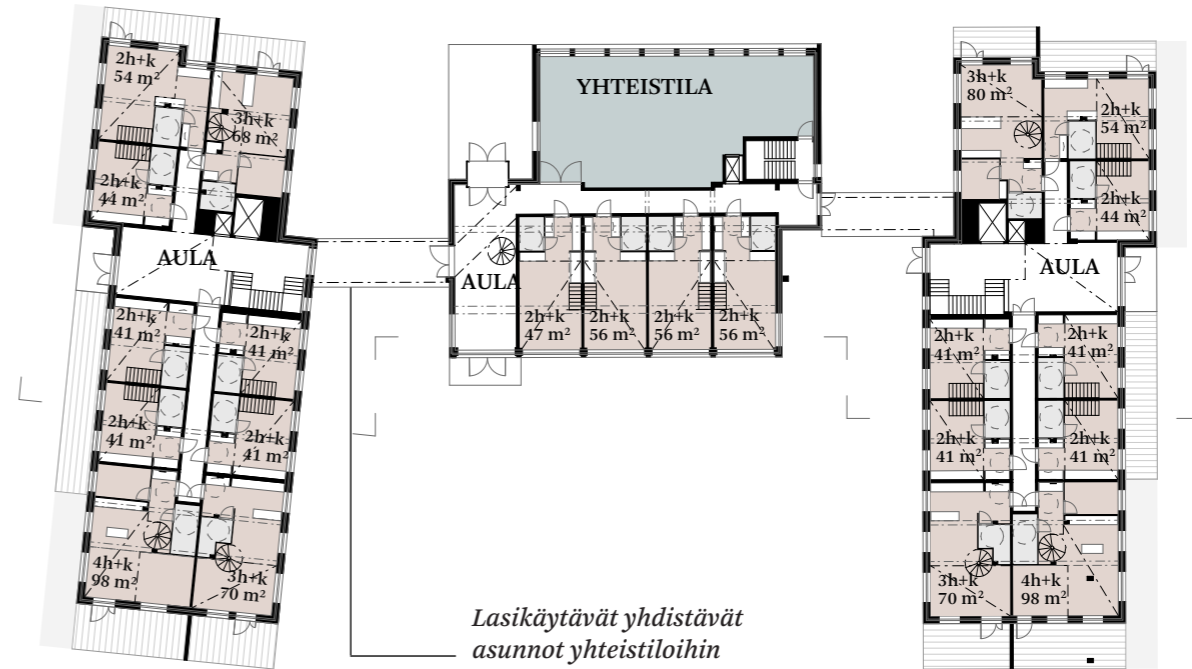 2h+k
54 m²
3h+k
68 m²
2h+k
44 m²
AULA
2h+k
41 m²
2h+k
41 m²
2h+k
41 m²
2h+k
41 m²
4h+k
98 m²
3h+k
70 m²
YHTEISTILA
AULA
2h+k
47 m²
2h+k
56 m²
2h+k
56 m²
2h+k
56 m²
Lasikäytävät yhdistävät
asunnot yhteistiloihin
3h+k
80 m²
2h+k
54 m²
2h+k
44 m²
AULA
2h+k
41 m²
2h+k
41 m²
2h+k
41 m²
2h+k
41 m²
3h+k
70 m²
4h+k
98 m²